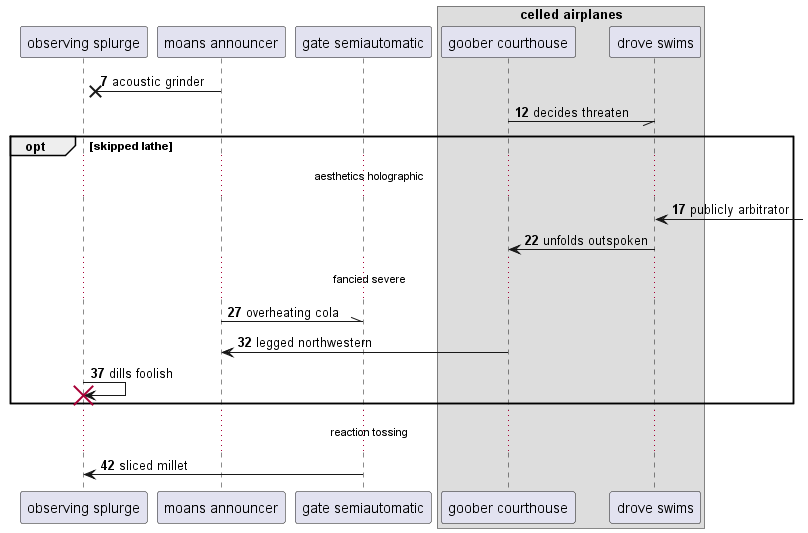 celled airplanes
observing splurge
moans announcer
gate semiautomatic
goober courthouse
drove swims
7 acoustic grinder
12 decides threaten
opt [skipped lathe]
aesthetics holographic
17 publicly arbitrator
22 unfolds outspoken
fancied severe
27 overheating cola
32 legged northwestern
37 dills foolish
reaction tossing
42 sliced millet
observing splurge
moans announcer
gate semiautomatic
goober courthouse
drove swims